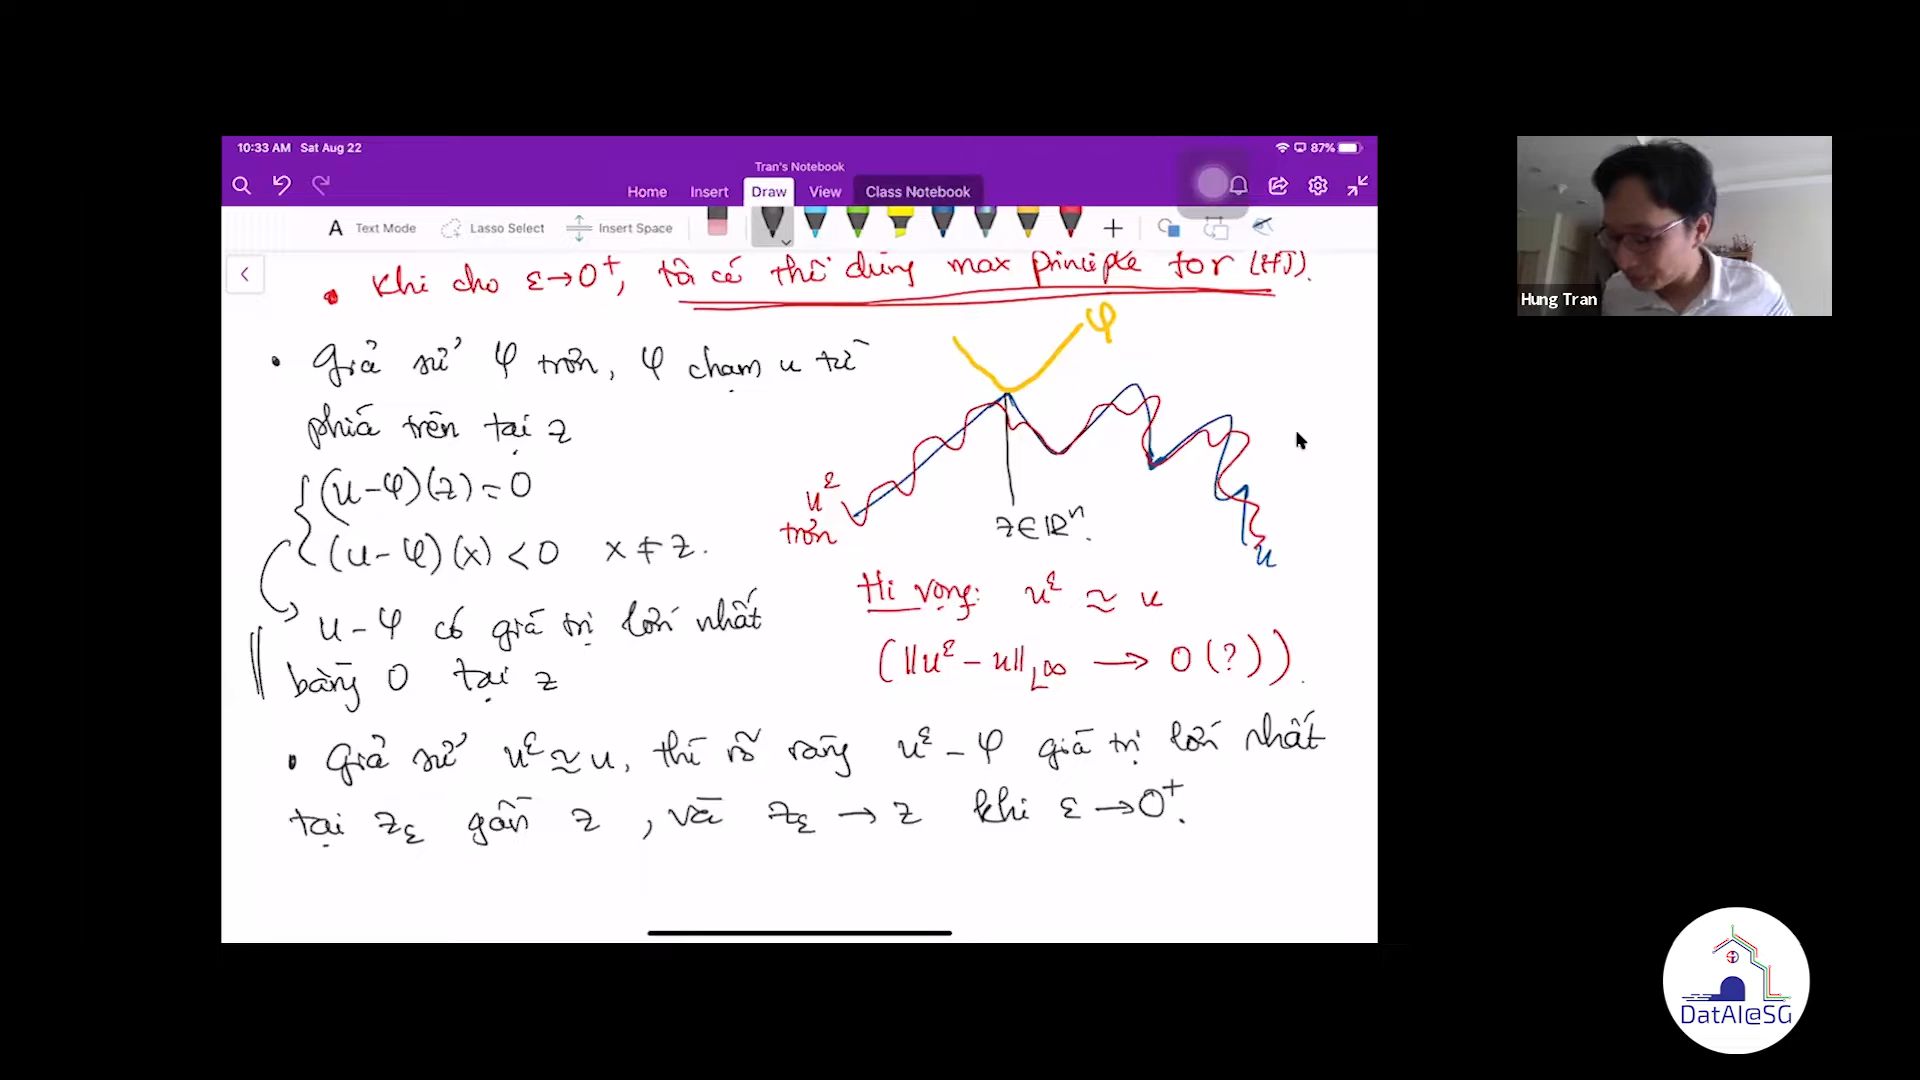 10:33 AM Sat Aug 22
87%
Tran's Notebook
Home Insert Draw View Class Notebook
A Text Mode Lasso Select Insert Space
• Khi cho ε→0⁺, tôi có thể dùng max principle for (HJ).
φ
• Giả sử φ trơn, φ chạm u từ
phía trên tại z
{(u-φ)(z) = 0
(u-φ)(x) < 0 x ≠ z.
u^ε
trơn
z∈ℝⁿ.
u
Hi vọng: u^ε ≈ u
(‖u^ε - u‖_L^∞ → 0 (?)).
u-φ có giá trị lớn nhất
bằng 0 tại z
• Giả sử u^ε ≈ u, thì rõ ràng u^ε - φ giá trị lớn nhất
tại z_ε gần z, và z_ε → z khi ε → 0⁺.
Hung Tran
DatAI@SG